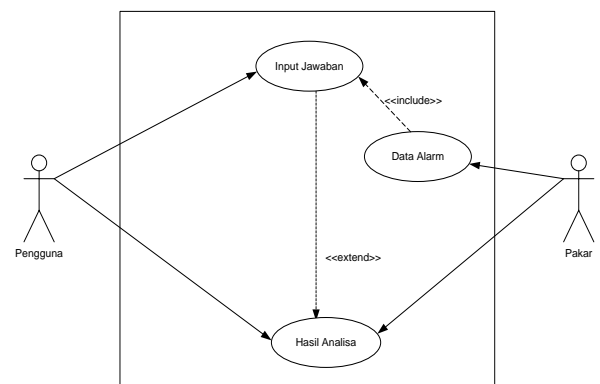 Input Jawaban
<<include>>
Data Alarm
Pengguna
Pakar
<<extend>>
Hasil Analisa